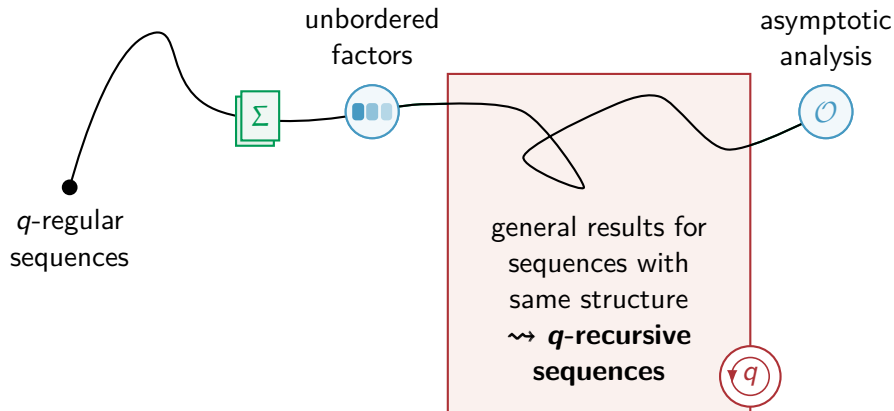 unbordered
factors
asymptotic
analysis
Σ
𝒪
q-regular
sequences
general results for
sequences with
same structure
⇝ q-recursive
sequences
q